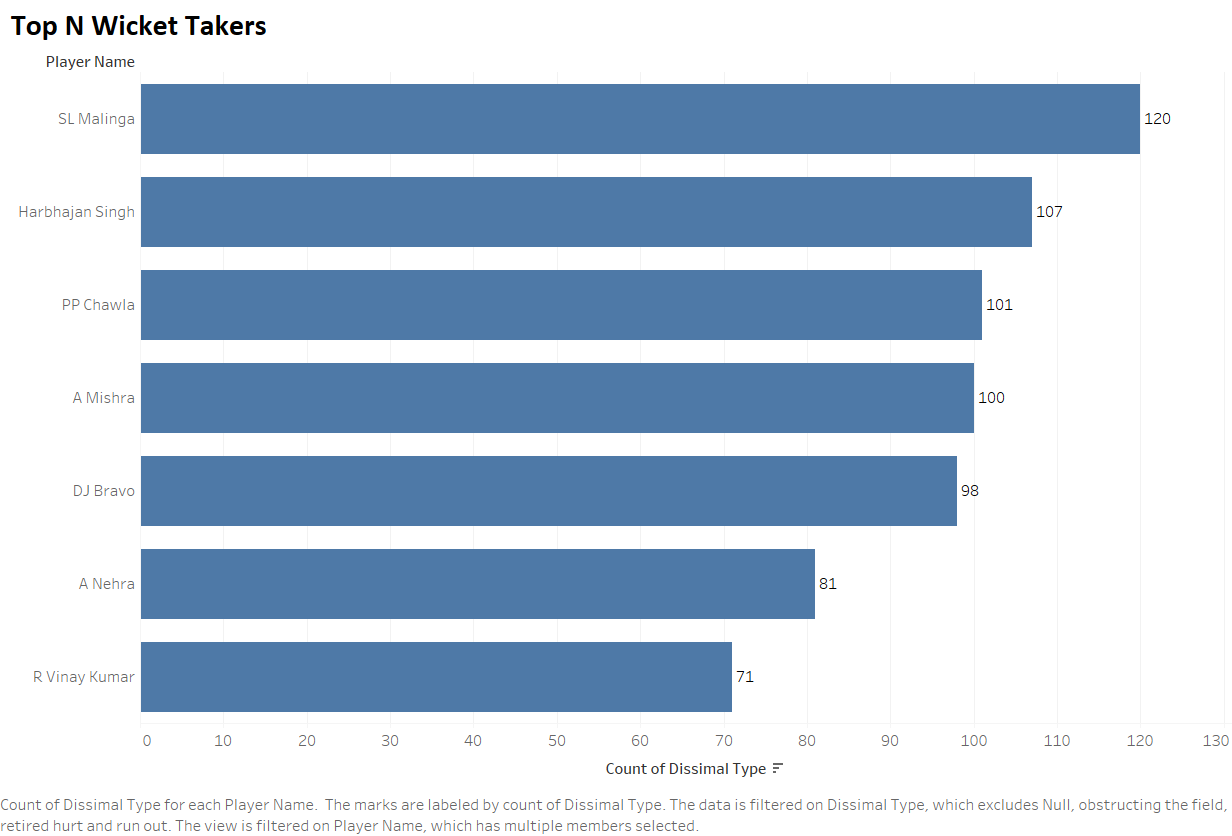 Top N Wicket Takers
Player Name
SL Malinga 120
Harbhajan Singh 107
PP Chawla 101
A Mishra 100
DJ Bravo 98
A Nehra 81
R Vinay Kumar 71
0 10 20 30 40 50 60 70 80 90 100 110 120 130
Count of Dissimal Type
Count of Dissimal Type for each Player Name.  The marks are labeled by count of Dissimal Type. The data is filtered on Dissimal Type, which excludes Null, obstructing the field,
retired hurt and run out. The view is filtered on Player Name, which has multiple members selected.